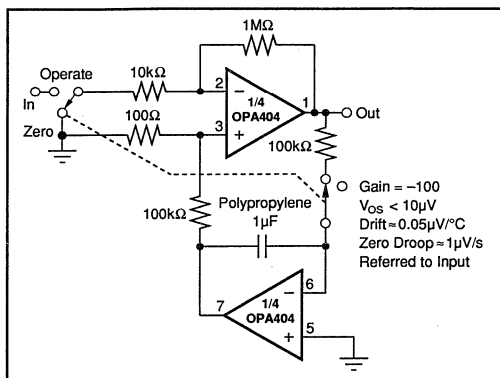 1MΩ
Operate
10kΩ
In
2
−
1/4
OPA404
1
Out
Zero
100Ω
3
+
100kΩ
100kΩ
Polypropylene
1µF
Gain = −100
VOS < 10µV
Drift ≈ 0.05µV/°C
Zero Droop ≈ 1µV/s
Referred to Input
7
1/4
OPA404
−
6
+
5